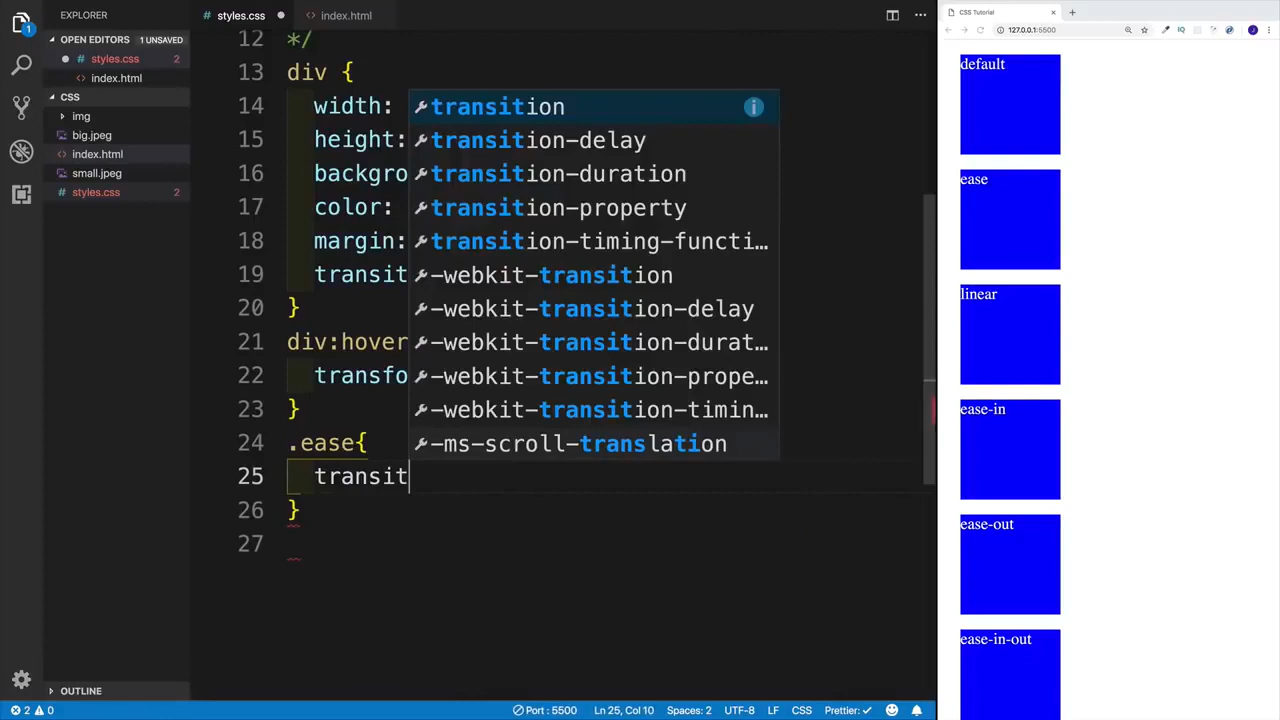 EXPLORER
OPEN EDITORS 1 UNSAVED
styles.css 2
index.html
CSS
img
big.jpeg
index.html
small.jpeg
styles.css 2
OUTLINE
1
styles.css
index.html
12 */
13 div {
14 width:
15 height:
16 backgro
17 color:
18 margin:
19 transit
20 }
21 div:hover
22 transfo
23 }
24 .ease{
25 transit
26 }
27
transition
transition-delay
transition-duration
transition-property
transition-timing-functi…
-webkit-transition
-webkit-transition-delay
-webkit-transition-durat…
-webkit-transition-prope…
-webkit-transition-timin…
-ms-scroll-translation
2 0 Port : 5500 Ln 25, Col 10 Spaces: 2 UTF-8 LF CSS Prettier: ✓
CSS Tutorial
127.0.0.1:5500
default
ease
linear
ease-in
ease-out
ease-in-out